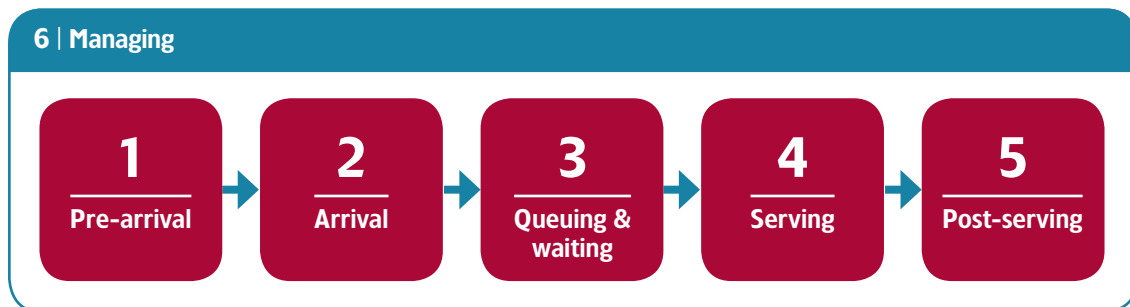 6 | Managing
1
Pre-arrival
2
Arrival
3
Queuing &
waiting
4
Serving
5
Post-serving